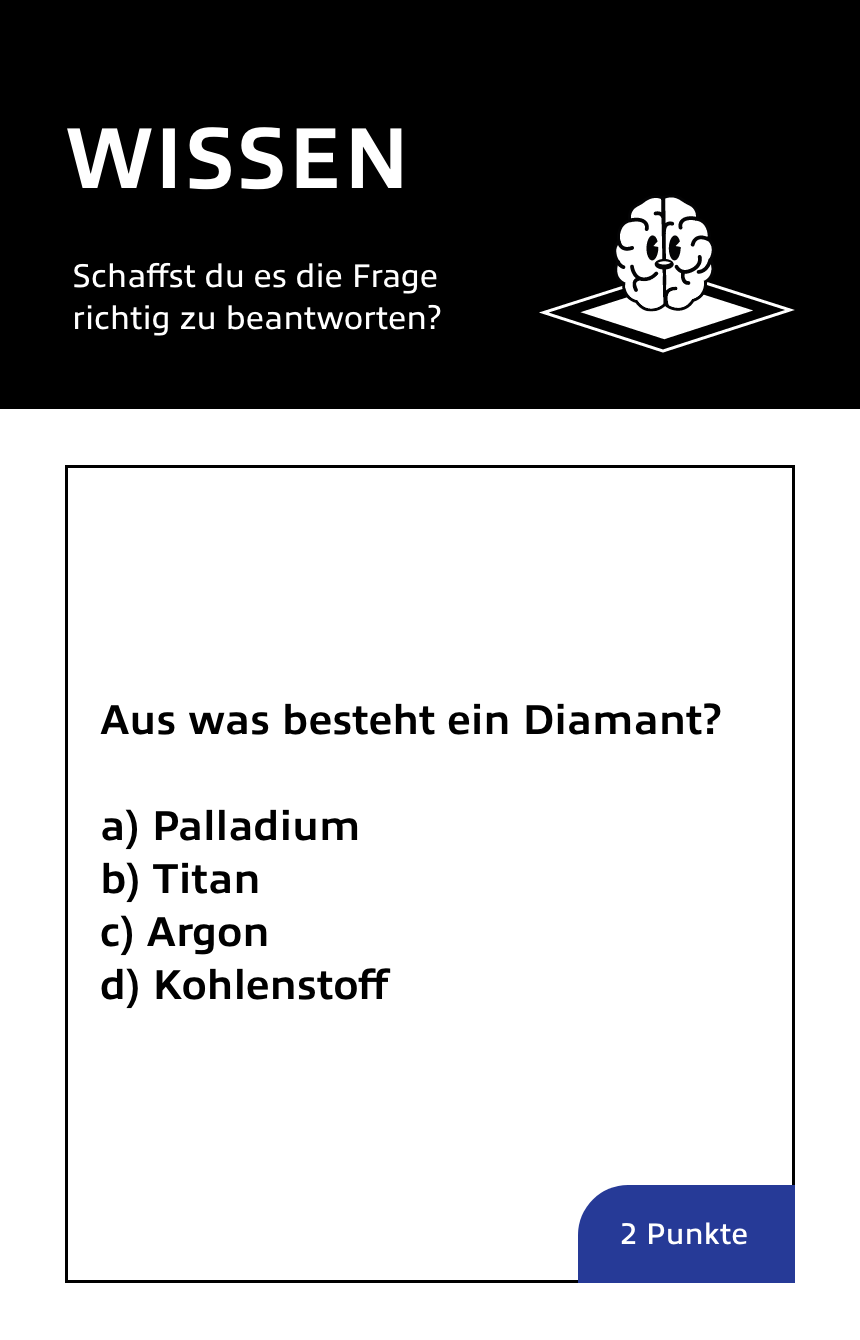 WISSEN
Schaffst du es die Frage
richtig zu beantworten?
Aus was besteht ein Diamant?
a) Palladium
b) Titan
c) Argon
d) Kohlenstoff
2 Punkte